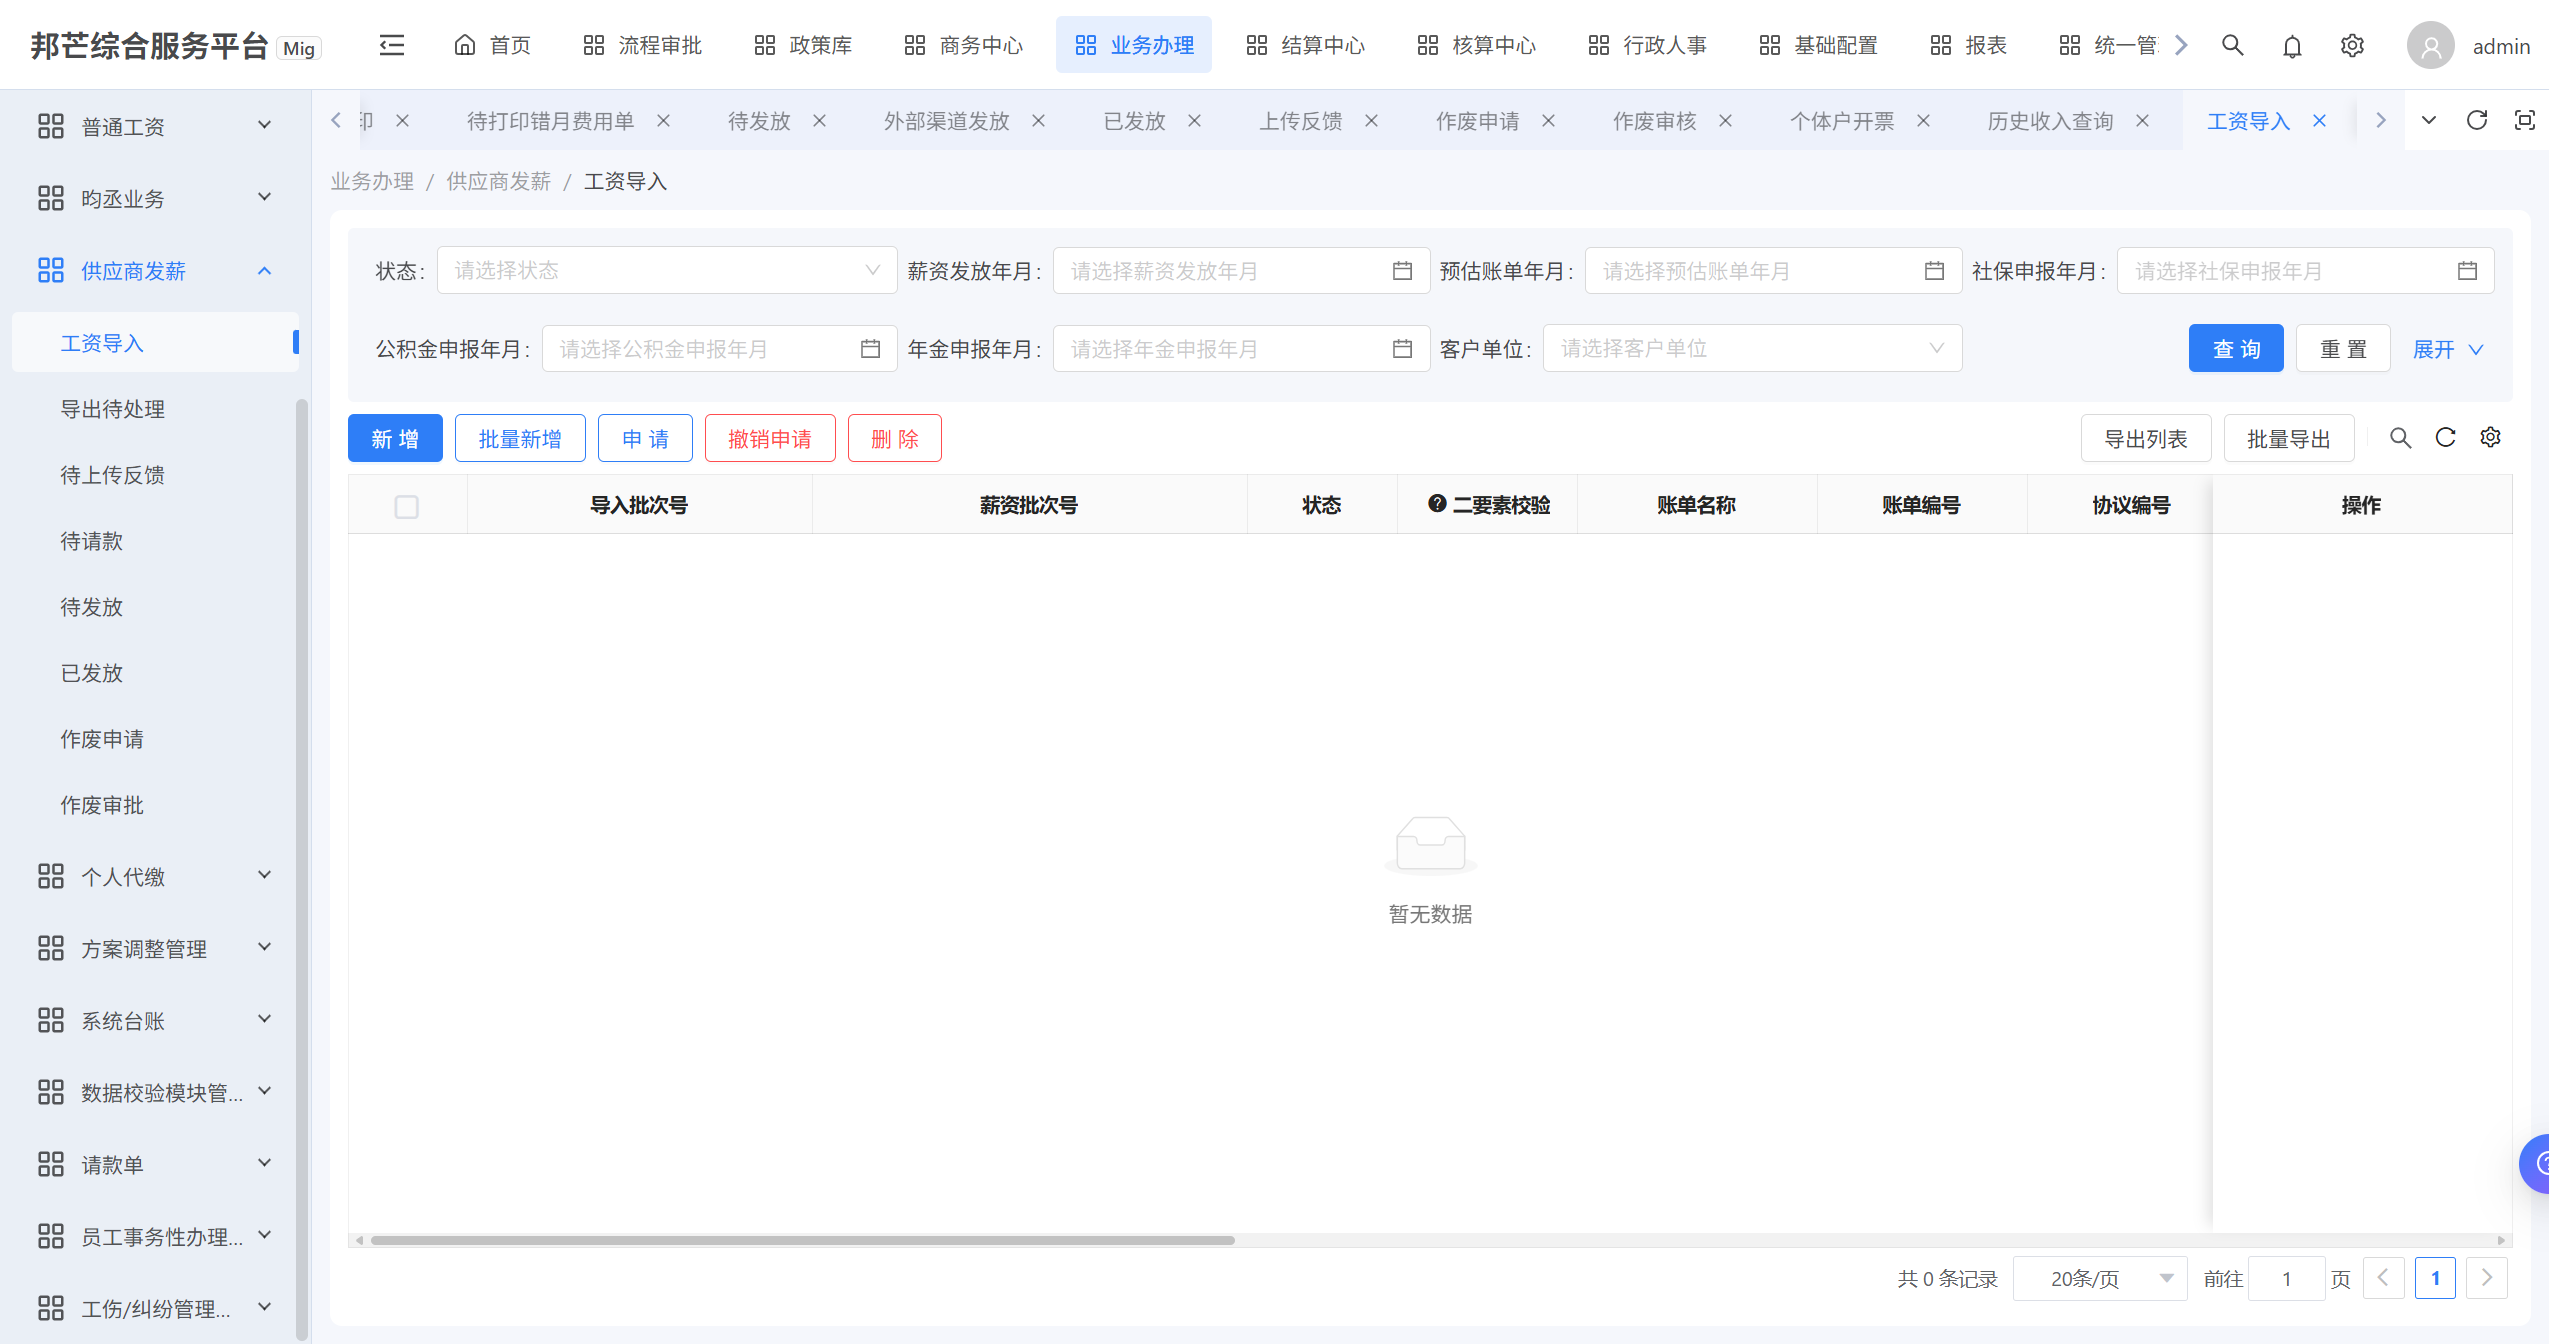 邦芒综合服务平台 Mig 首页 流程审批 政策库 商务中心 业务办理 结算中心 核算中心 行政人事 基础配置 报表 统一管 admin
印 待打印错月费用单 待发放 外部渠道发放 已发放 上传反馈 作废申请 作废审核 个体户开票 历史收入查询 工资导入
业务办理 / 供应商发薪 / 工资导入
普通工资
昀丞业务
供应商发薪
工资导入
导出待处理
待上传反馈
待请款
待发放
已发放
作废申请
作废审批
个人代缴
方案调整管理
系统台账
数据校验模块管...
请款单
员工事务性办理...
工伤/纠纷管理...
状态: 请选择状态 薪资发放年月: 请选择薪资发放年月 预估账单年月: 请选择预估账单年月 社保申报年月: 请选择社保申报年月
公积金申报年月: 请选择公积金申报年月 年金申报年月: 请选择年金申报年月 客户单位: 请选择客户单位 查 询 重 置 展开
新 增 批量新增 申 请 撤销申请 删 除 导出列表 批量导出
导入批次号 薪资批次号 状态 二要素校验 账单名称 账单编号 协议编号 操作
暂无数据
共 0 条记录 20条/页 前往 1 页 1